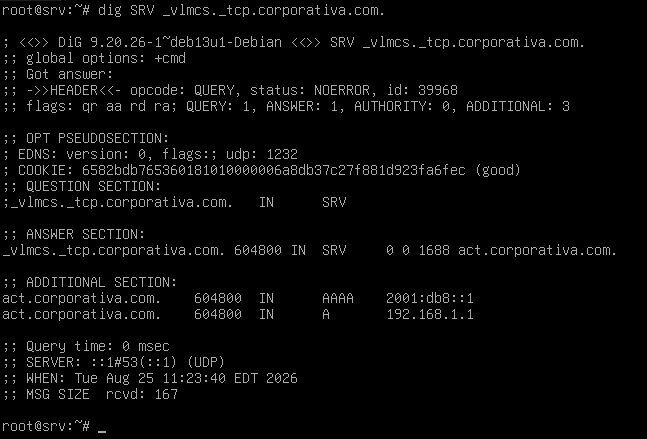 root@srv:~# dig SRV _vlmcs._tcp.corporativa.com.
; <<>> DiG 9.20.26-1~deb13u1-Debian <<>> SRV _vlmcs._tcp.corporativa.com.
;; global options: +cmd
;; Got answer:
;; ->>HEADER<<- opcode: QUERY, status: NOERROR, id: 39968
;; flags: qr aa rd ra; QUERY: 1, ANSWER: 1, AUTHORITY: 0, ADDITIONAL: 3
;; OPT PSEUDOSECTION:
; EDNS: version: 0, flags:; udp: 1232
; COOKIE: 6582bdb765360181010000006a8db37c27f881d923fa6fec (good)
;; QUESTION SECTION:
;_vlmcs._tcp.corporativa.com. IN SRV
;; ANSWER SECTION:
_vlmcs._tcp.corporativa.com. 604800 IN SRV 0 0 1688 act.corporativa.com.
;; ADDITIONAL SECTION:
act.corporativa.com. 604800 IN AAAA 2001:db8::1
act.corporativa.com. 604800 IN A 192.168.1.1
;; Query time: 0 msec
;; SERVER: ::1#53(::1) (UDP)
;; WHEN: Tue Aug 25 11:23:40 EDT 2026
;; MSG SIZE rcvd: 167
root@srv:~# _